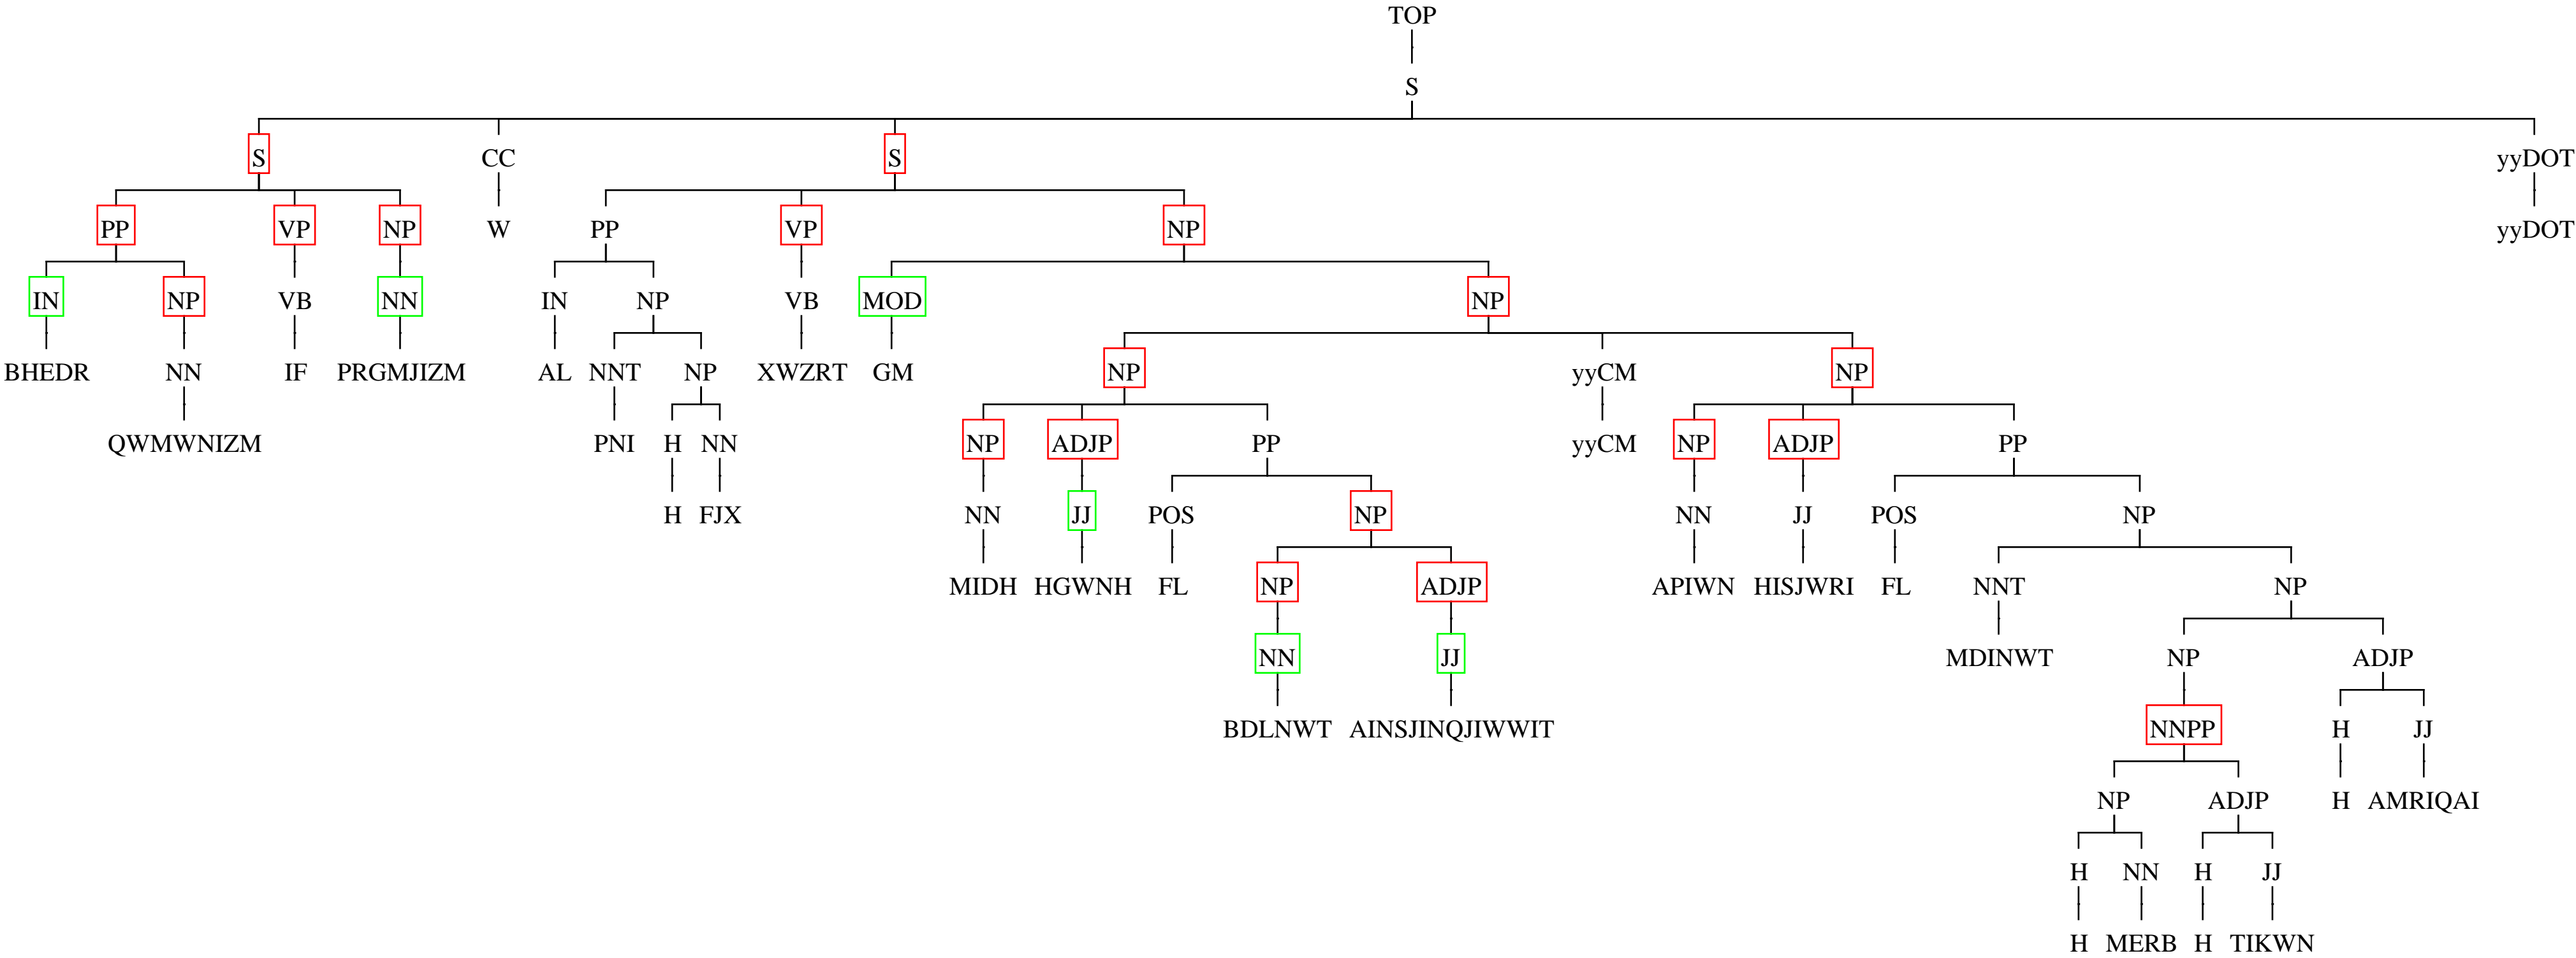 TOP
S
S CC S yyDOT
PP VP NP W PP VP NP yyDOT
IN NP VB NN IN NP VB MOD NP
BHEDR NN IF PRGMJIZM AL NNT NP XWZRT GM NP yyCM NP
QWMWNIZM PNI H NN NP ADJP PP yyCM NP ADJP PP
H FJX NN JJ POS NP NN JJ POS NP
MIDH HGWNH FL NP ADJP APIWN HISJWRI FL NNT NP
NN JJ MDINWT NP ADJP
BDLNWT AINSJINQJIWWIT NNPP H JJ
NP ADJP H AMRIQAI
H NN H JJ
H MERB H TIKWN